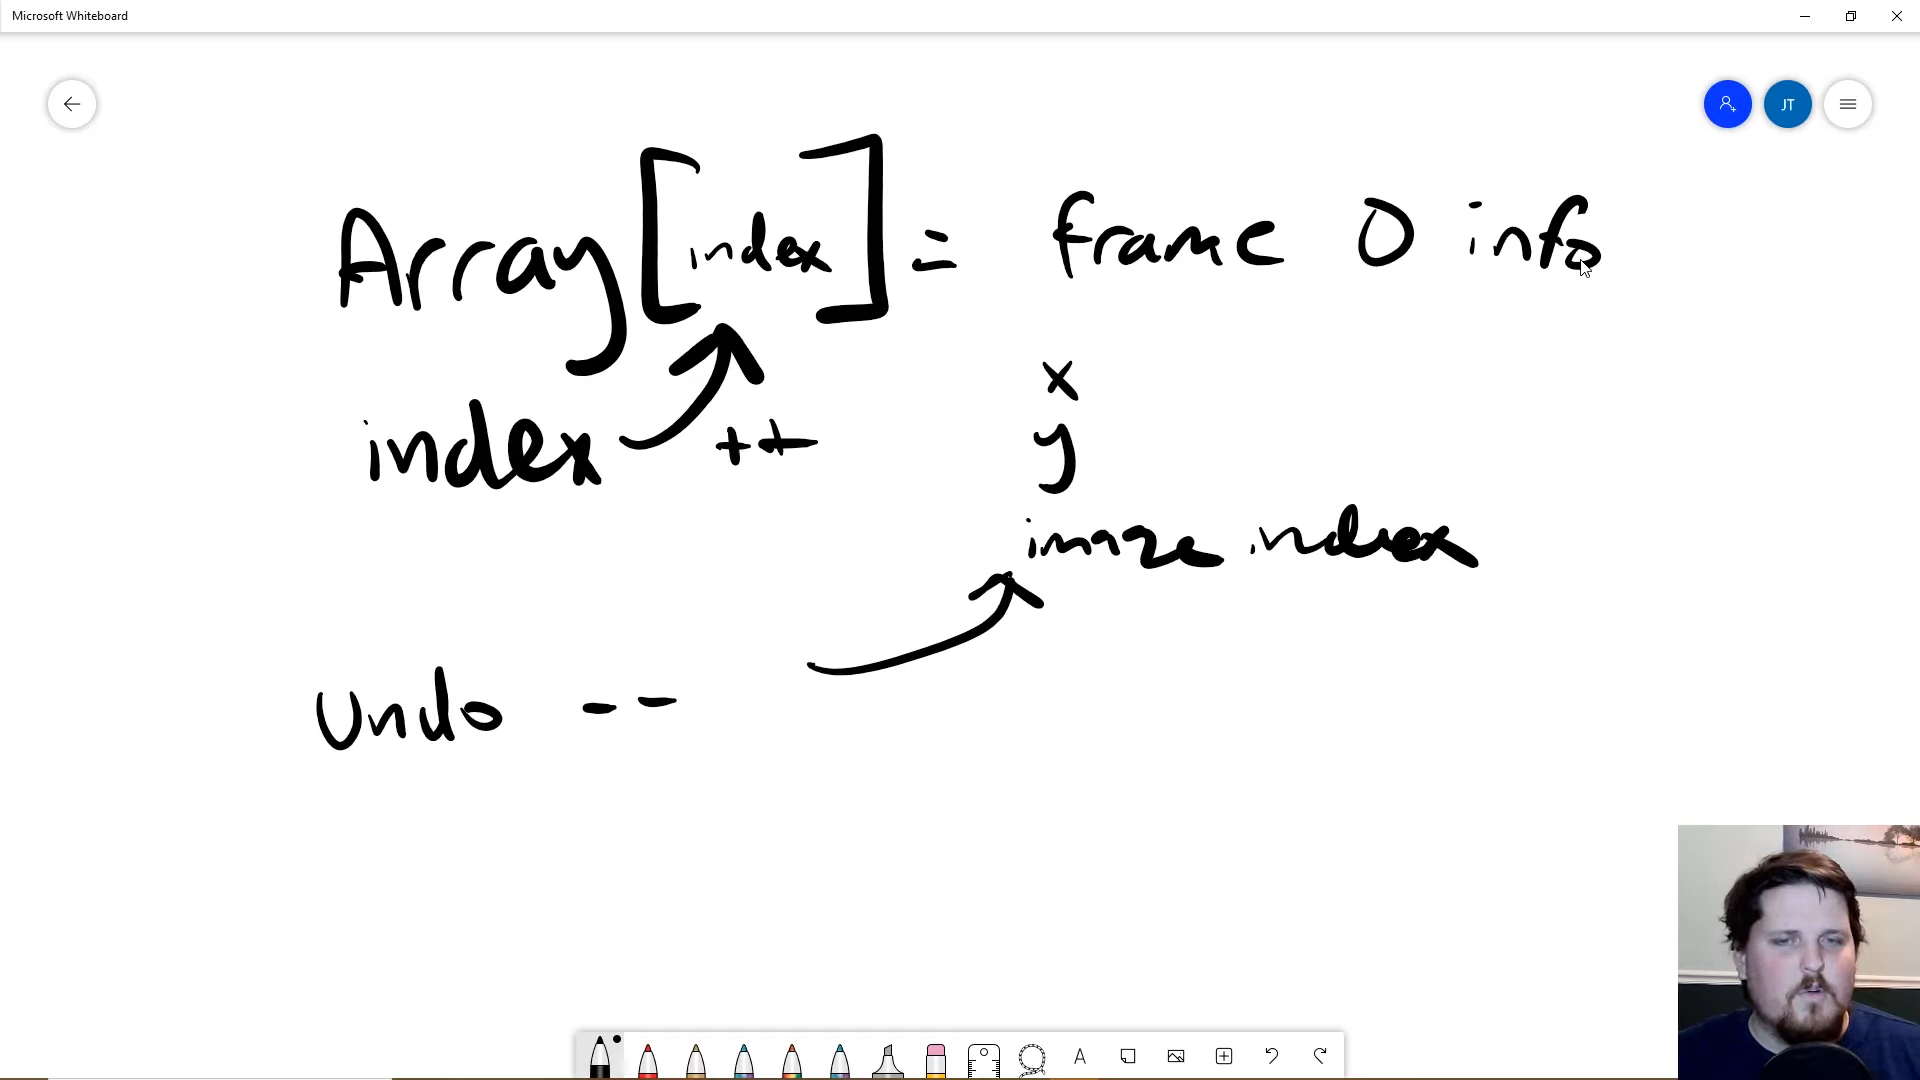 Microsoft Whiteboard
JT
Array[index] = frame 0 info
index ++
x
y
image index
Undo --
A